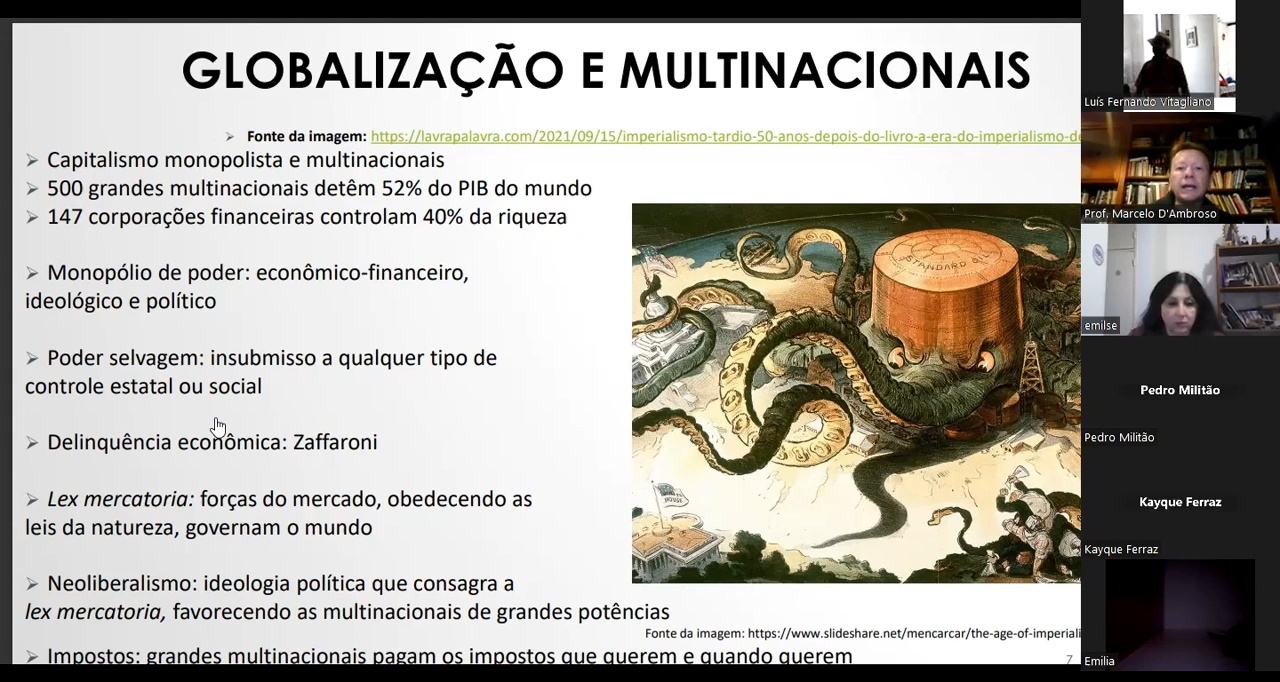 GLOBALIZAÇÃO E MULTINACIONAIS
➢ Fonte da imagem: https://lavrapalavra.com/2021/09/15/imperialismo-tardio-50-anos-depois-do-livro-a-era-do-imperialismo-de
➢ Capitalismo monopolista e multinacionais
➢ 500 grandes multinacionais detêm 52% do PIB do mundo
➢ 147 corporações financeiras controlam 40% da riqueza
➢ Monopólio de poder: econômico-financeiro,
ideológico e político
➢ Poder selvagem: insubmisso a qualquer tipo de
controle estatal ou social
➢ Delinquência econômica: Zaffaroni
➢ Lex mercatoria: forças do mercado, obedecendo as
leis da natureza, governam o mundo
➢ Neoliberalismo: ideologia política que consagra a
lex mercatoria, favorecendo as multinacionais de grandes potências
STANDARD OIL
HOUSE
Fonte da imagem: https://www.slideshare.net/mencarcar/the-age-of-imperiali
➢ Impostos: grandes multinacionais pagam os impostos que querem e quando querem
7
Luís Fernando Vitagliano
Prof. Marcelo D'Ambroso
emilse
Pedro Militão
Pedro Militão
Kayque Ferraz
Kayque Ferraz
Emilia